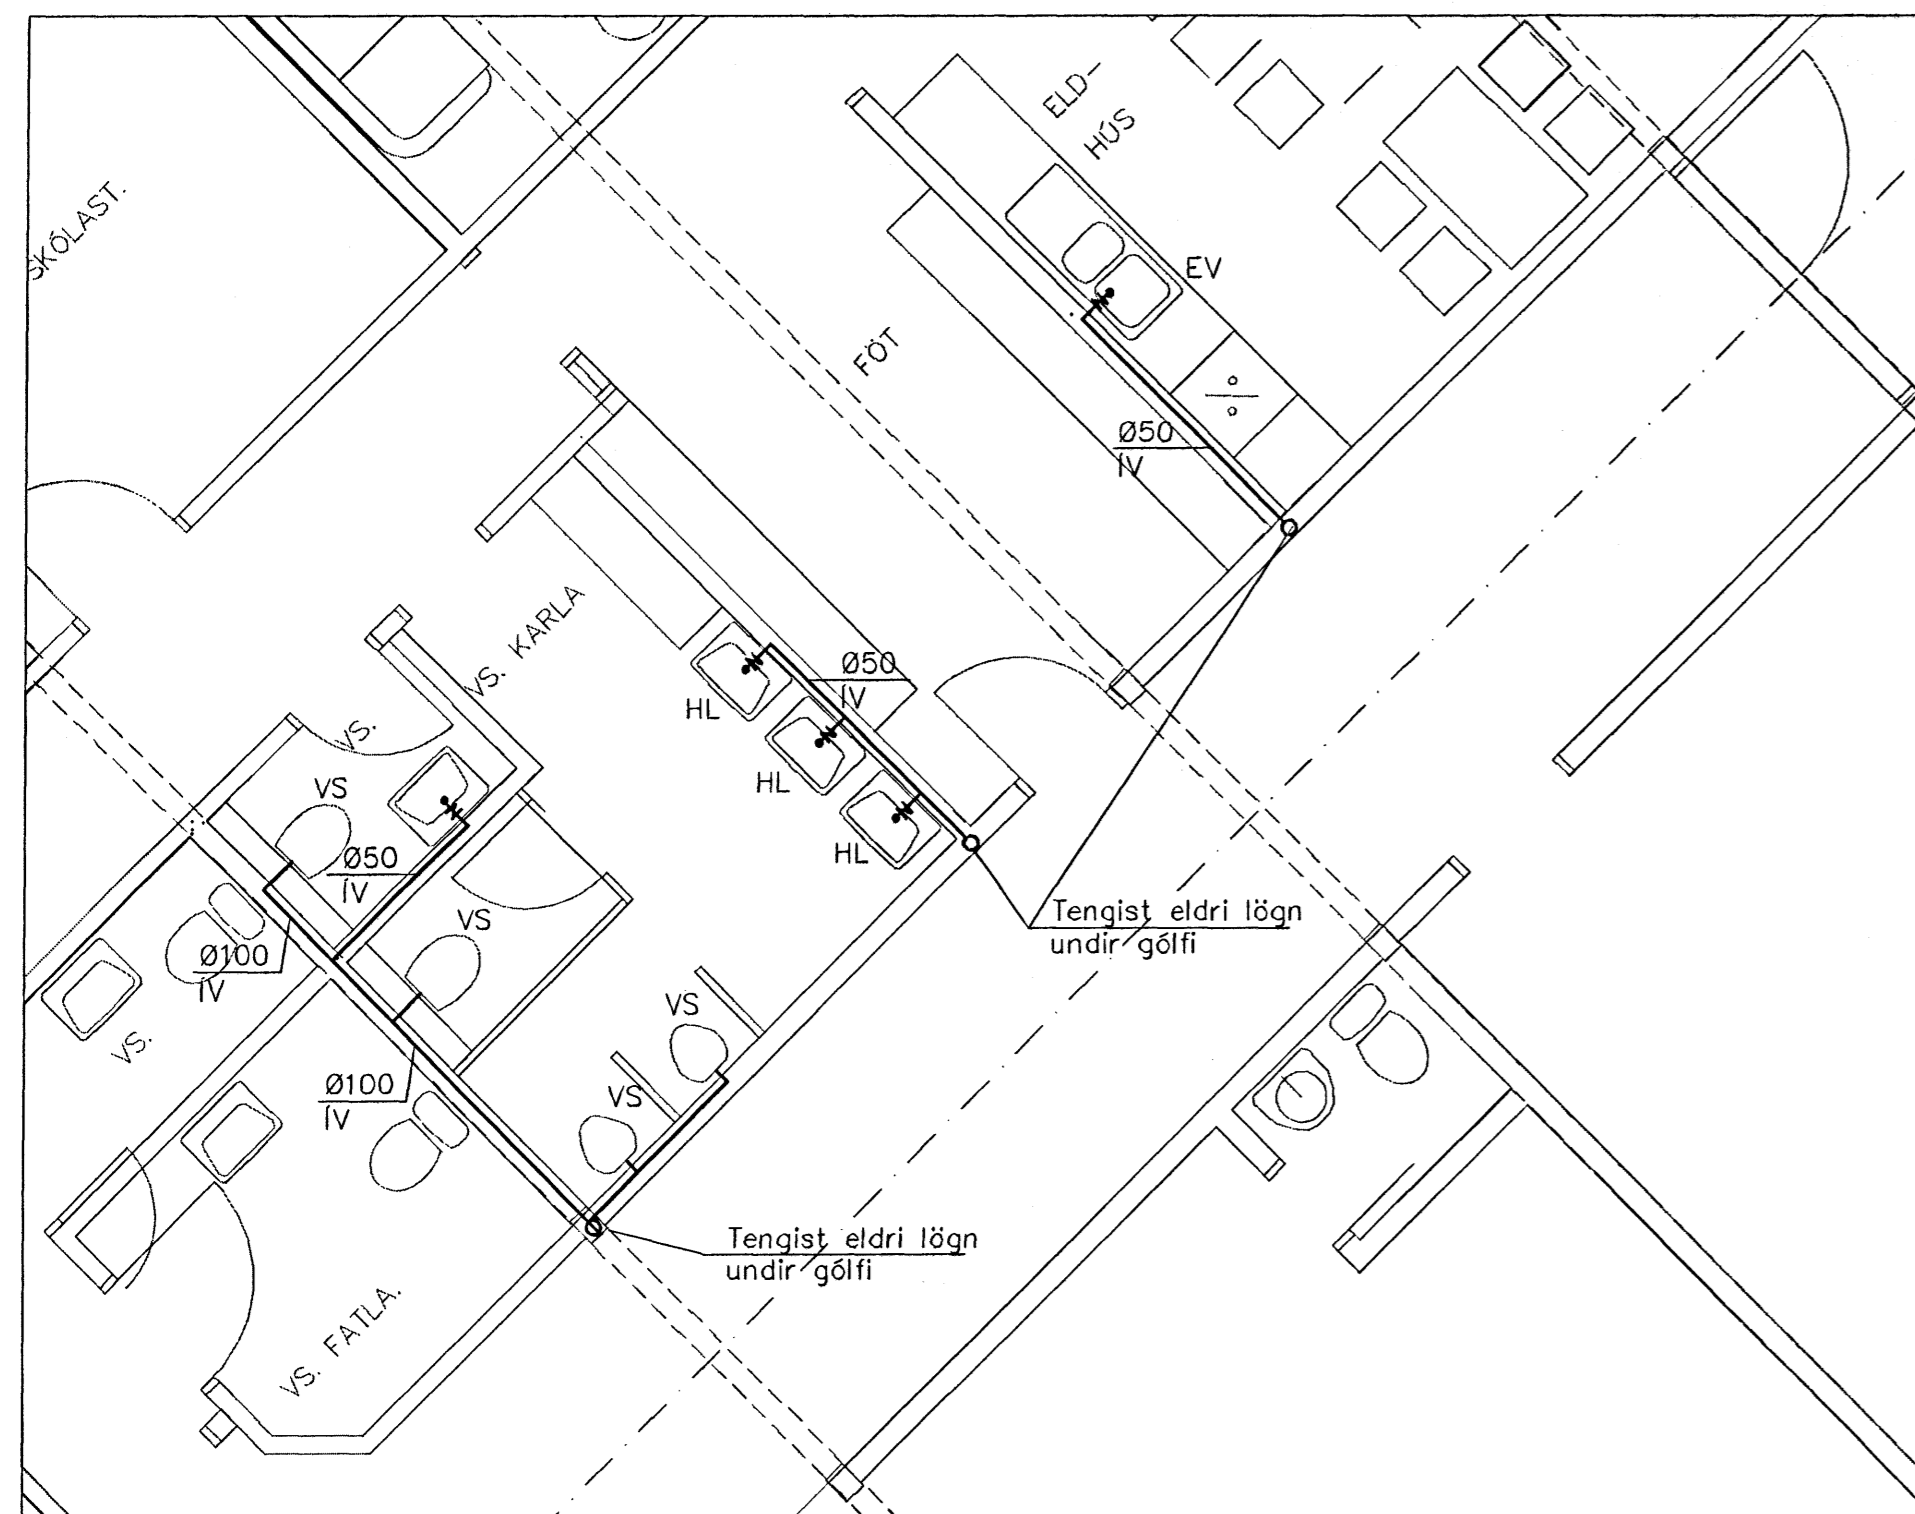 ELD-
HÚS
SKÓLAST.
EV
FÖT
Ø50
ÍV
VS. KARLA
Ø50
ÍV
HL
VS.
HL
VS
HL
Ø50
ÍV
VS
Tengist eldri lögn
undir gólfi
Ø100
ÍV
VS
VS.
Ø100
ÍV
VS
Tengist eldri lögn
undir gólfi
VS. FATLA.